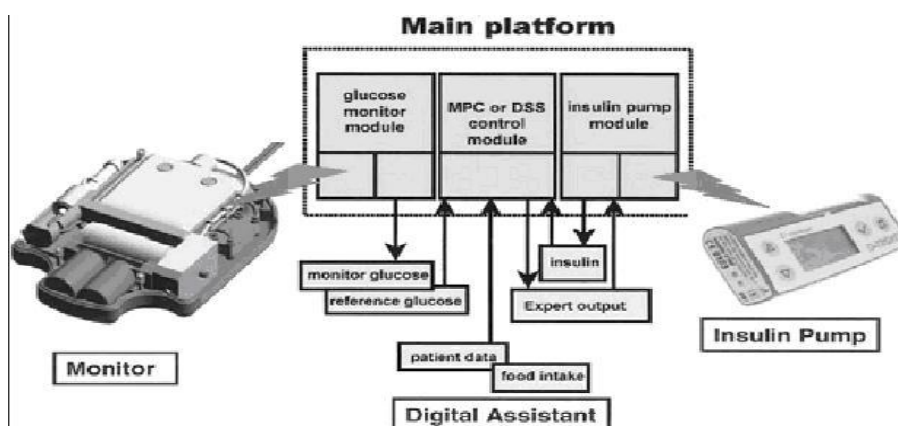 Main platform
glucose
monitor
module
MPC or DSS
control
module
insulin pump
module
monitor glucose
reference glucose
insulin
Expert output
patient data
food intake
Monitor
Insulin Pump
Digital Assistant